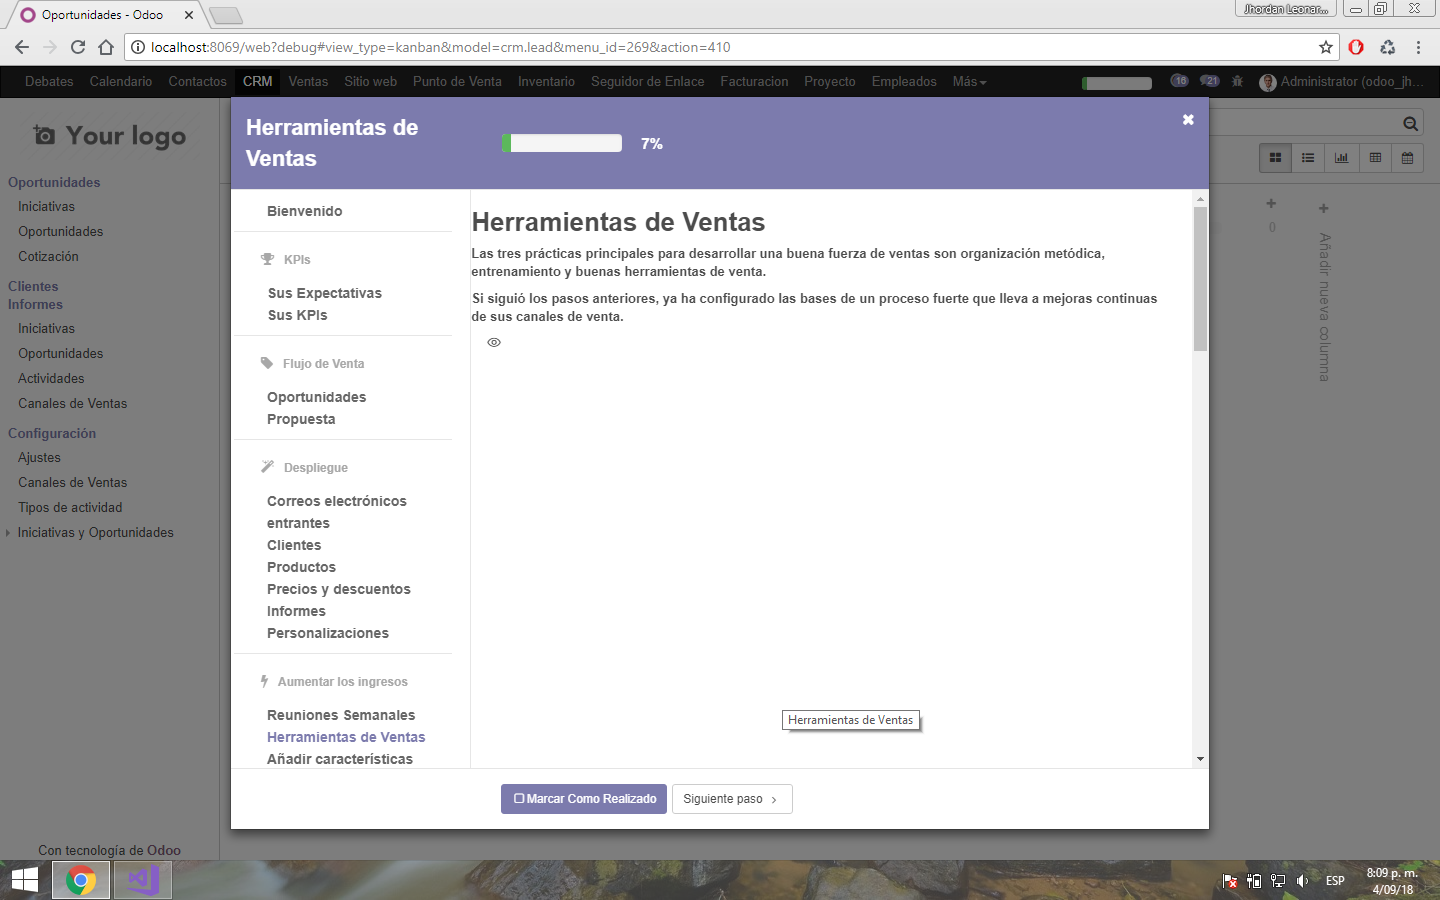 Oportunidades - Odoo
Jhordan Leonar...
localhost:8069/web?debug#view_type=kanban&model=crm.lead&menu_id=269&action=410
Debates Calendario Contactos CRM Ventas Sitio web Punto de Venta Inventario Seguidor de Enlace Facturacion Proyecto Empleados Más
16 21 Administrator (odoo_jh...
Your logo
Oportunidades
Iniciativas
Oportunidades
Cotización
Clientes
Informes
Iniciativas
Oportunidades
Actividades
Canales de Ventas
Configuración
Ajustes
Canales de Ventas
Tipos de actividad
Iniciativas y Oportunidades
Con tecnología de Odoo
Herramientas de
Ventas
7%
Bienvenido
KPIs
Sus Expectativas
Sus KPIs
Flujo de Venta
Oportunidades
Propuesta
Despliegue
Correos electrónicos
entrantes
Clientes
Productos
Precios y descuentos
Informes
Personalizaciones
Aumentar los ingresos
Reuniones Semanales
Herramientas de Ventas
Añadir características
Herramientas de Ventas
Las tres prácticas principales para desarrollar una buena fuerza de ventas son organización metódica,
entrenamiento y buenas herramientas de venta.
Si siguió los pasos anteriores, ya ha configurado las bases de un proceso fuerte que lleva a mejoras continuas
de sus canales de venta.
Herramientas de Ventas
Marcar Como Realizado
Siguiente paso
0
Añadir nueva columna
ESP
8:09 p. m.
4/09/18